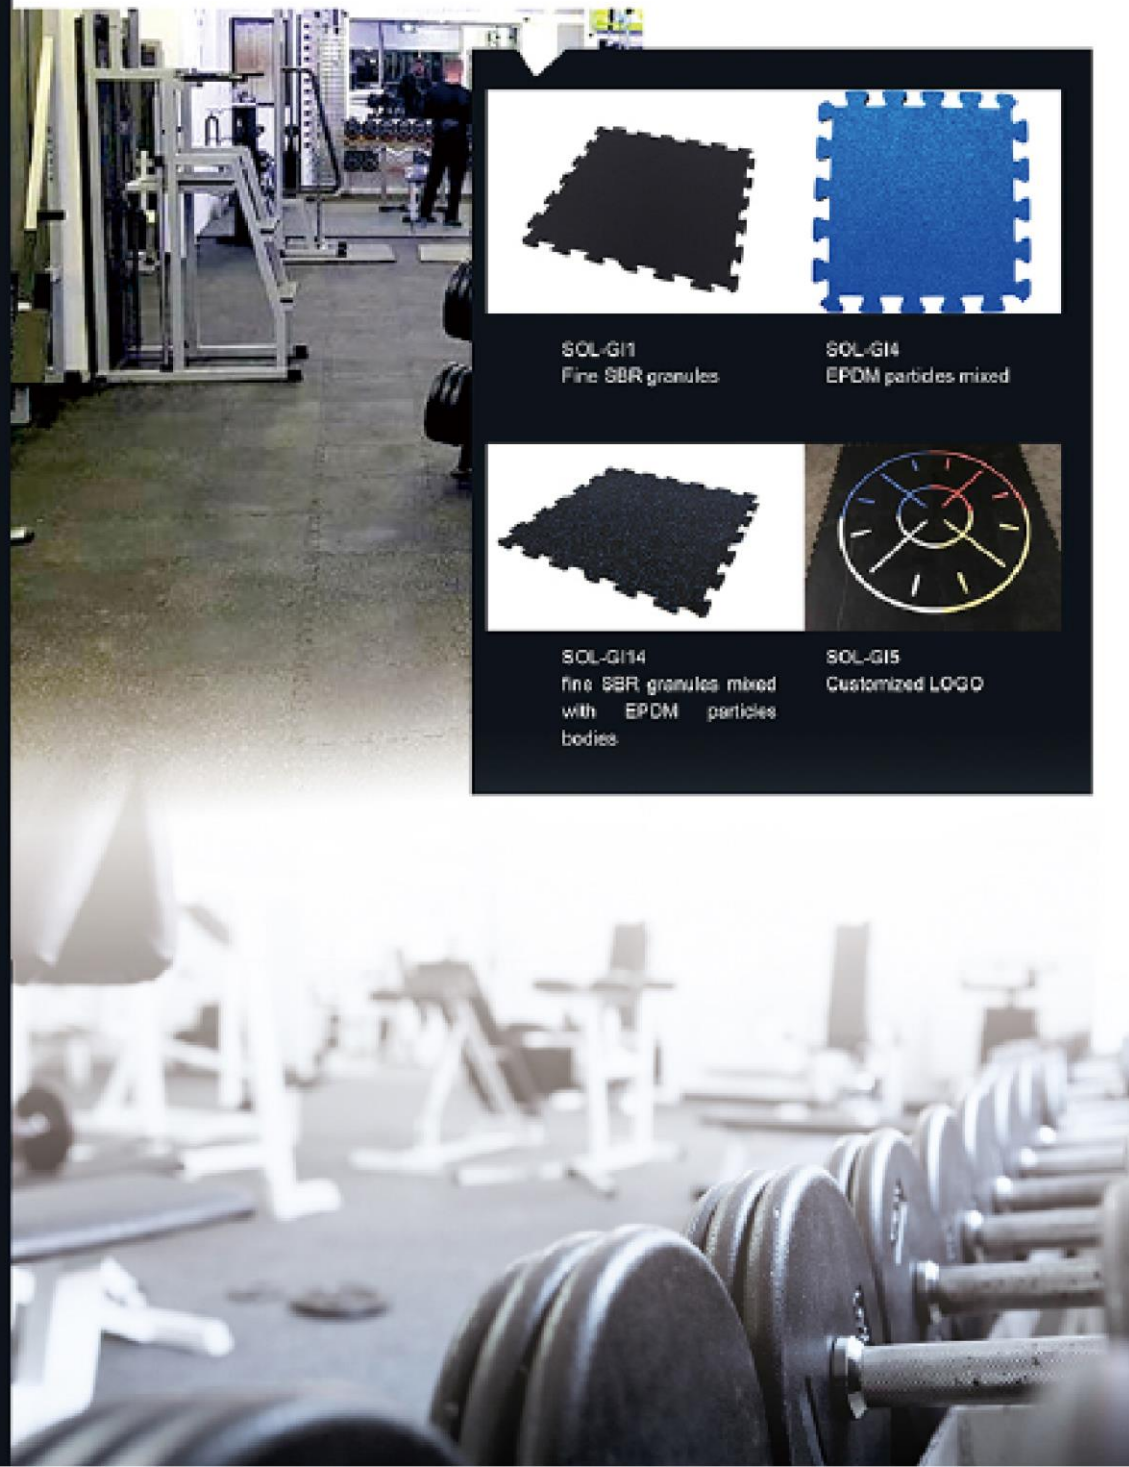 SOL-GI1
Fine SBR granules
SOL-GI4
EPDM particles mixed
SOL-GI14
fine SBR granules mixed
with EPDM particles
bodies
SOL-GI5
Customized LOGO